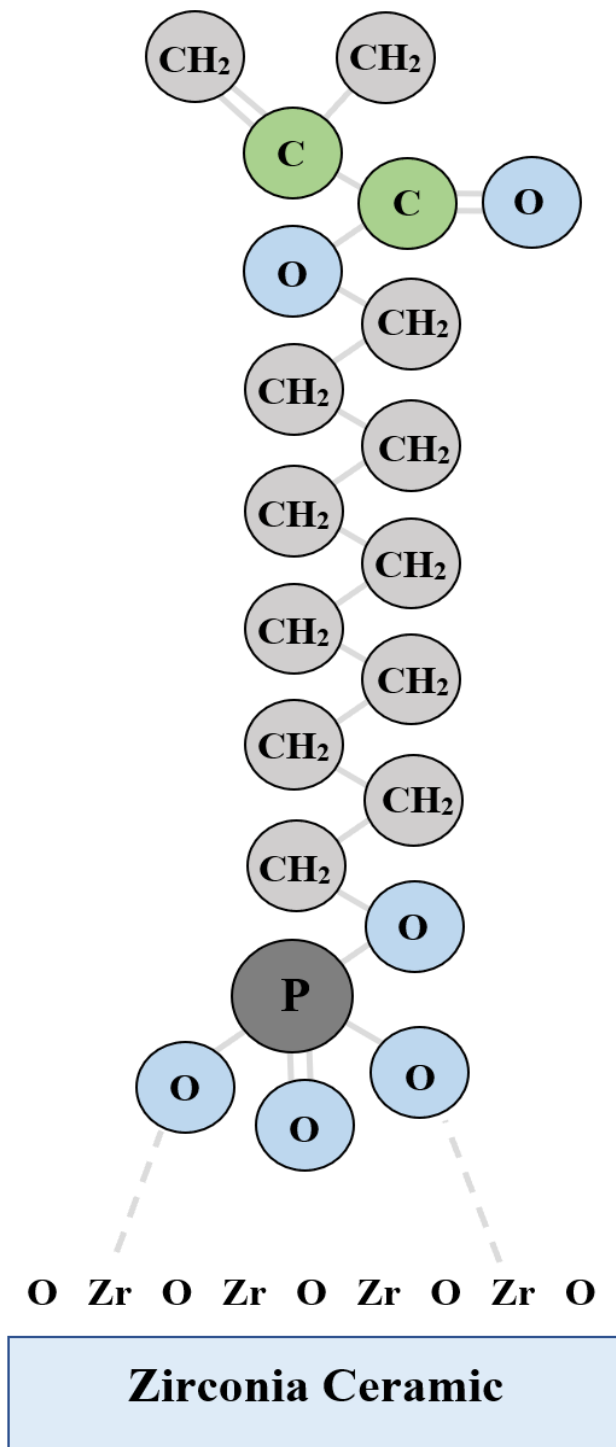 CH₂ CH₂
C
C O
O
CH₂
CH₂
CH₂
CH₂
CH₂
CH₂
CH₂
CH₂
CH₂
CH₂
O
P
O O O
O Zr O Zr O Zr O Zr O
Zirconia Ceramic